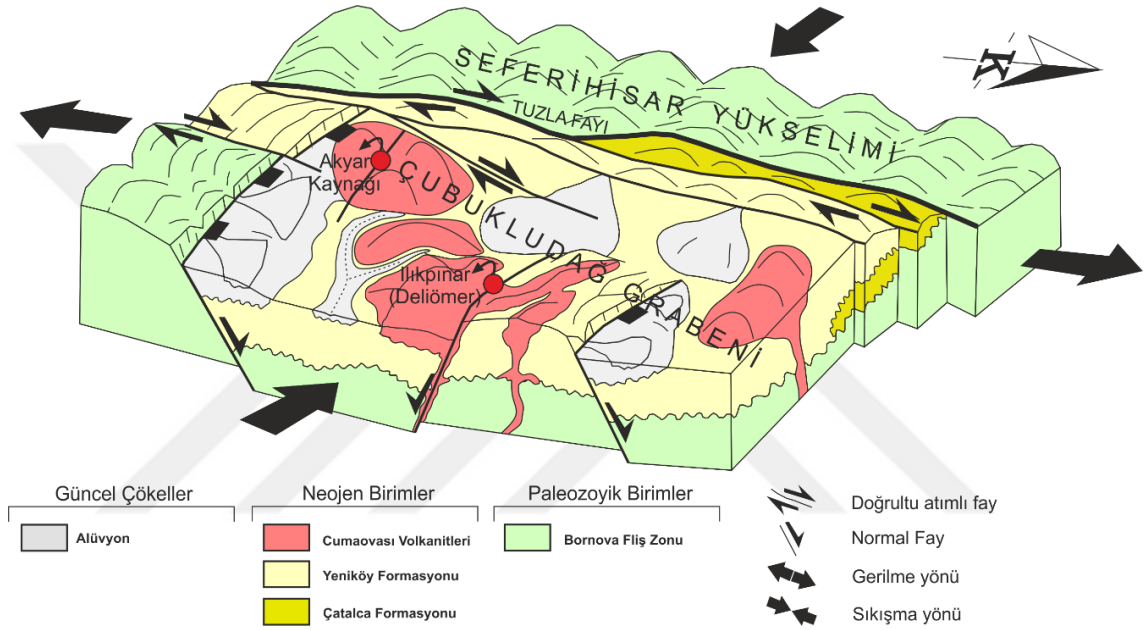 SEFERİHİSAR YÜKSELİMİ
TUZLA FAYI
K
Akyar
Kaynağı
ÇUBUKLUDAĞ GRABENİ
Ilıkpınar
(Deliömer)
Güncel Çökeller
Neojen Birimler
Paleozoyik Birimler
Alüvyon
Cumaovası Volkanitleri
Bornova Fliş Zonu
Yeniköy Formasyonu
Çatalca Formasyonu
Doğrultu atımlı fay
Normal Fay
Gerilme yönü
Sıkışma yönü